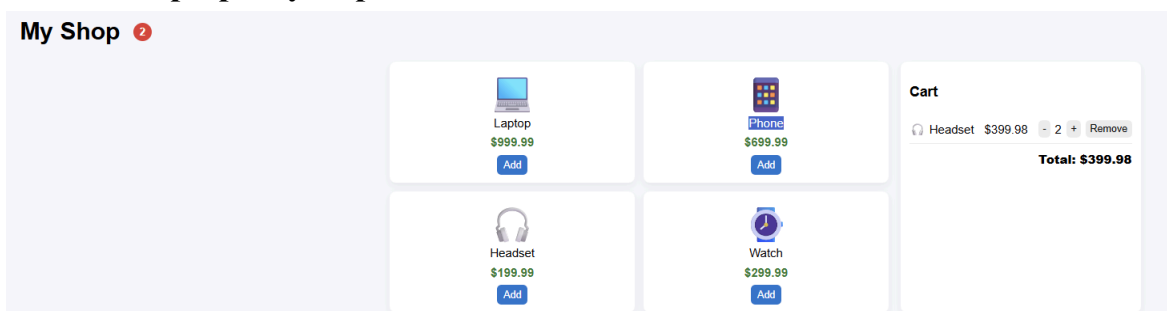 My Shop 2
Laptop
$999.99
Add
Phone
$699.99
Add
Headset
$199.99
Add
Watch
$299.99
Add
Cart
Headset $399.98 - 2 + Remove
Total: $399.98